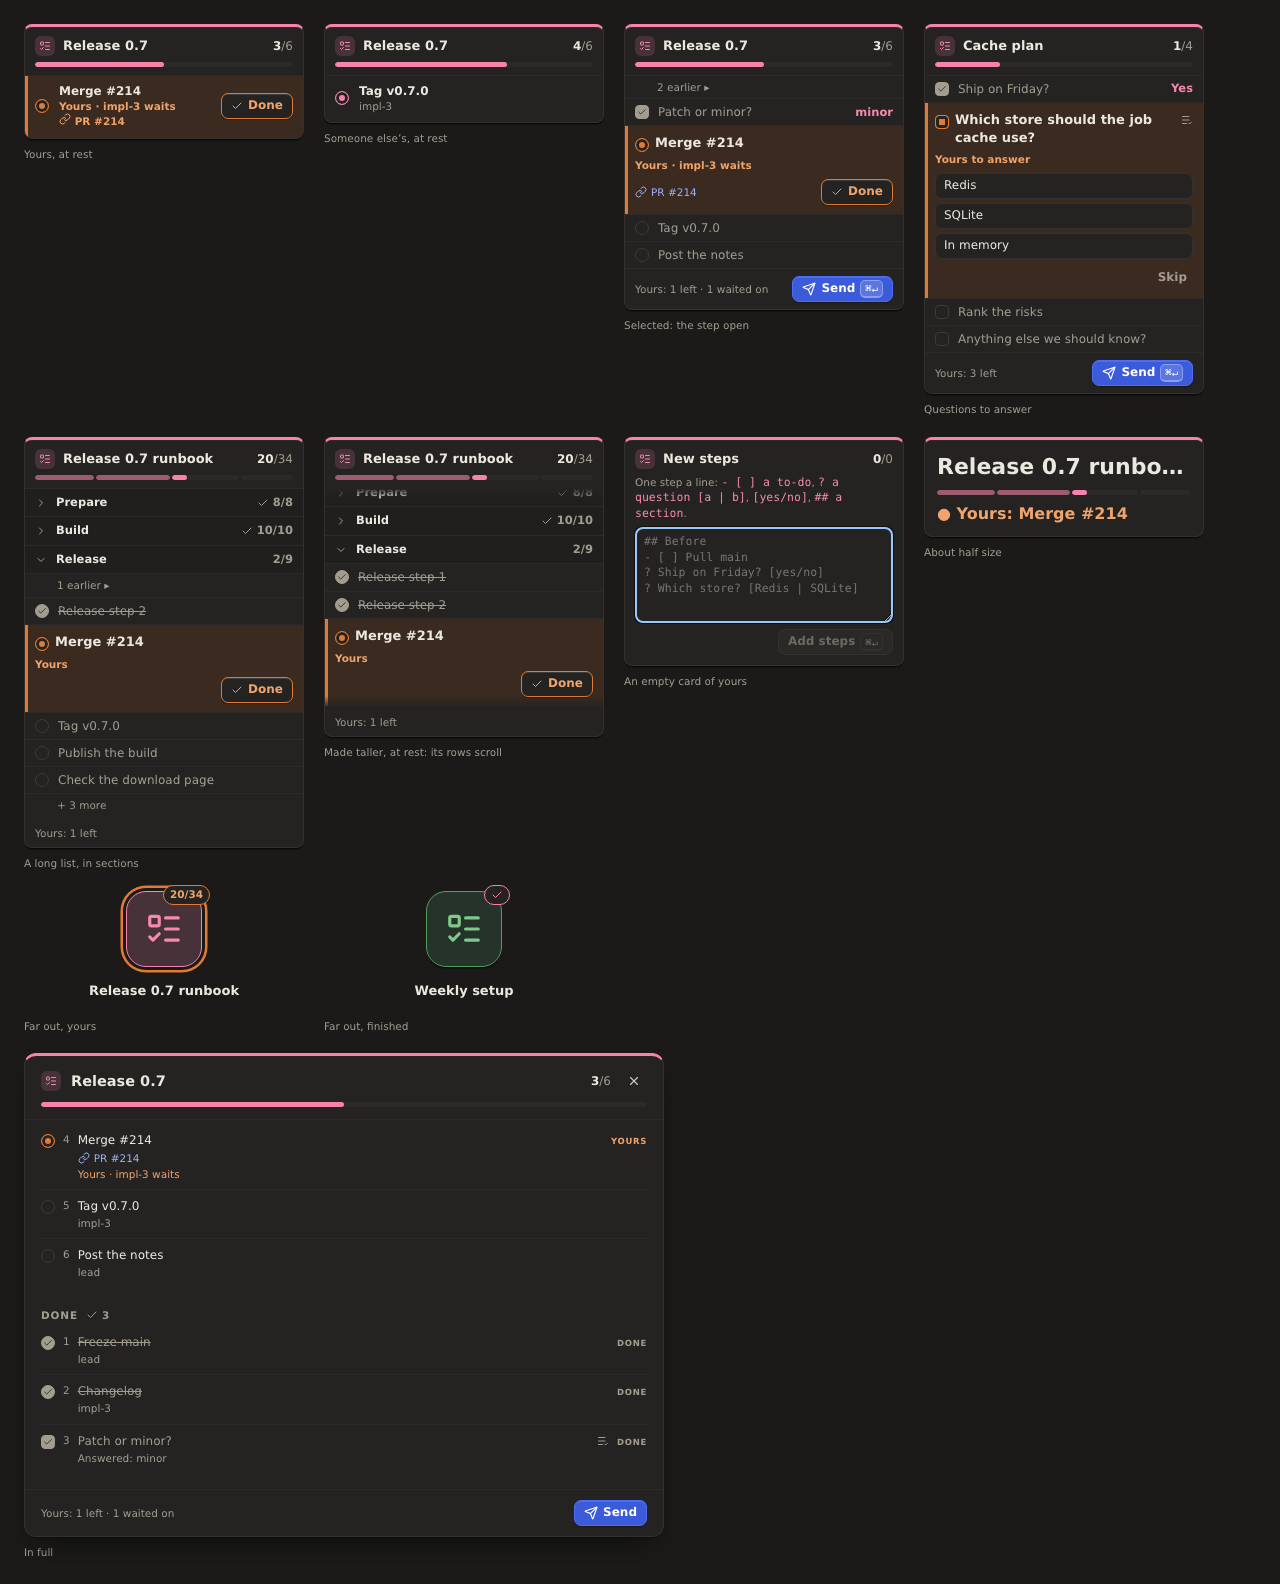 Release 0.7
3/6
Merge #214
Yours · impl-3 waits
PR #214
Done
Yours, at rest
Release 0.7
4/6
Tag v0.7.0
impl-3
Someone else's, at rest
Release 0.7
3/6
2 earlier ▸
Patch or minor?
minor
Merge #214
Yours · impl-3 waits
PR #214
Done
Tag v0.7.0
Post the notes
Yours: 1 left · 1 waited on
Send ⌘↵
Selected: the step open
Cache plan
1/4
Ship on Friday?
Yes
Which store should the job
cache use?
Yours to answer
Redis
SQLite
In memory
Skip
Rank the risks
Anything else we should know?
Yours: 3 left
Send ⌘↵
Questions to answer
Release 0.7 runbook
20/34
Prepare
8/8
Build
10/10
Release
2/9
1 earlier ▸
Release step 2
Merge #214
Yours
Done
Tag v0.7.0
Publish the build
Check the download page
+ 3 more
Yours: 1 left
A long list, in sections
Release 0.7 runbook
20/34
Prepare
8/8
Build
10/10
Release
2/9
Release step 1
Release step 2
Merge #214
Yours
Done
Yours: 1 left
Made taller, at rest: its rows scroll
New steps
0/0
One step a line: - [ ] a to-do, ? a
question [a | b], [yes/no], ## a
section.
## Before
- [ ] Pull main
? Ship on Friday? [yes/no]
? Which store? [Redis | SQLite]
Add steps ⌘↵
An empty card of yours
Release 0.7 runbo…
Yours: Merge #214
About half size
20/34
Release 0.7 runbook
Far out, yours
Weekly setup
Far out, finished
Release 0.7
3/6
4 Merge #214
YOURS
PR #214
Yours · impl-3 waits
5 Tag v0.7.0
impl-3
6 Post the notes
lead
DONE 3
1 Freeze main
DONE
lead
2 Changelog
DONE
impl-3
3 Patch or minor?
DONE
Answered: minor
Yours: 1 left · 1 waited on
Send
In full